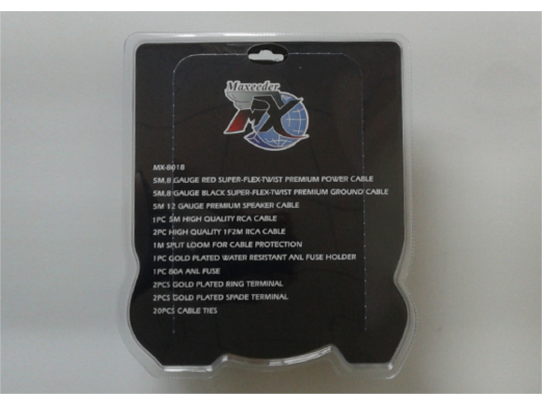 Maxeeder
MX
MX-801B
5M,8 GAUGE RED SUPER-FLEX-TWIST PREMIUM POWER CABLE
5M,8 GAUGE BLACK SUPER-FLEX-TWIST PREMIUM GROUND CABLE
5M 12 GAUGE PREMIUM SPEAKER CABLE
1PC 5M HIGH QUALITY RCA CABLE
2PC HIGH QUALITY 1F2M RCA CABLE
1M SPLIT LOOM FOR CABLE PROTECTION
1PC GOLD PLATED WATER RESISTANT ANL FUSE HOLDER
1PC 80A ANL FUSE
2PCS GOLD PLATED RING TERMINAL
2PCS GOLD PLATED SPADE TERMINAL
20PCS CABLE TIES